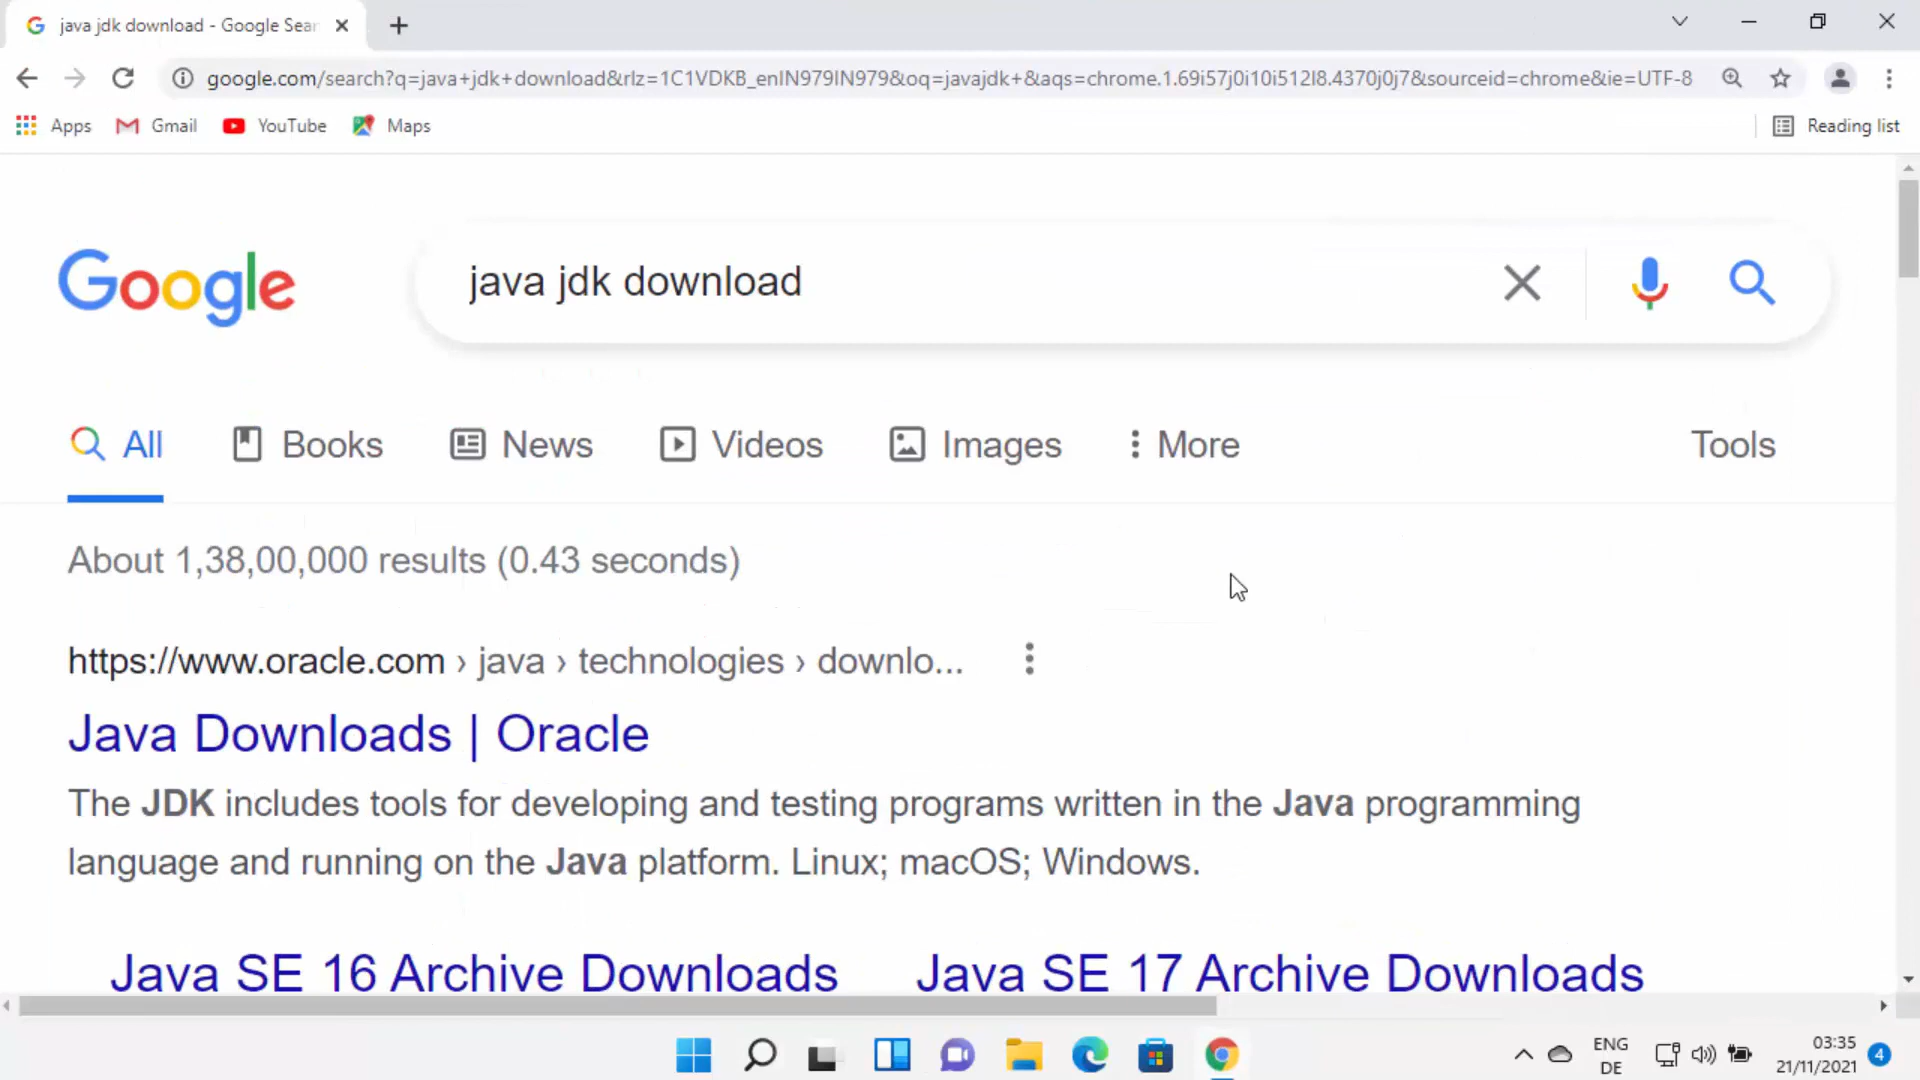 java jdk download - Google Sear
google.com/search?q=java+jdk+download&rlz=1C1VDKB_enIN979IN979&oq=javajdk+&aqs=chrome.1.69i57j0i10i512l8.4370j0j7&sourceid=chrome&ie=UTF-8
Apps Gmail YouTube Maps Reading list
Google java jdk download
All Books News Videos Images More Tools
About 1,38,00,000 results (0.43 seconds)
https://www.oracle.com › java › technologies › downlo...
Java Downloads | Oracle
The JDK includes tools for developing and testing programs written in the Java programming
language and running on the Java platform. Linux; macOS; Windows.
Java SE 16 Archive Downloads Java SE 17 Archive Downloads
ENG 03:35
DE 21/11/2021 4